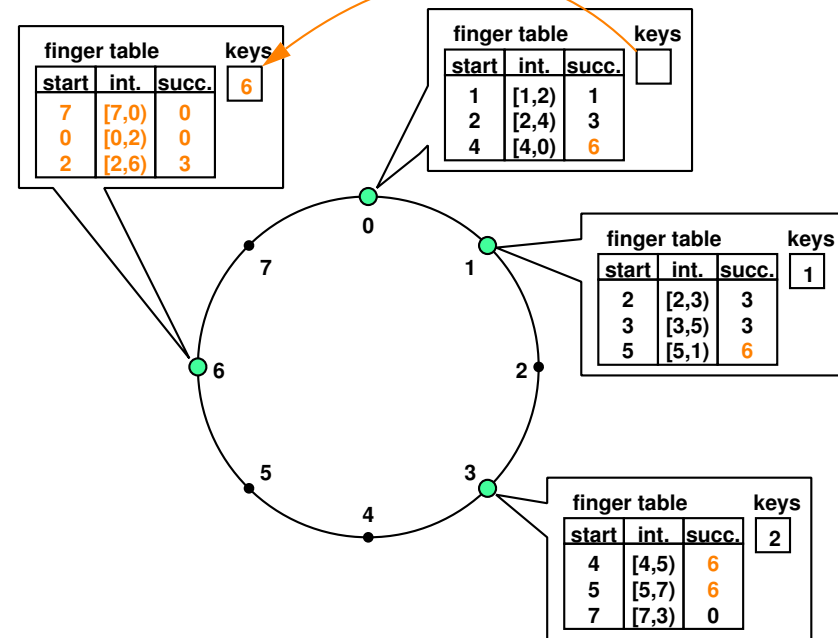 finger table keys
start int. succ.
7 [7,0) 0
0 [0,2) 0
2 [2,6) 3
6
finger table keys
start int. succ.
1 [1,2) 1
2 [2,4) 3
4 [4,0) 6
finger table keys
start int. succ.
2 [2,3) 3
3 [3,5) 3
5 [5,1) 6
1
finger table keys
start int. succ.
4 [4,5) 6
5 [5,7) 6
7 [7,3) 0
2
0
1
2
3
4
5
6
7